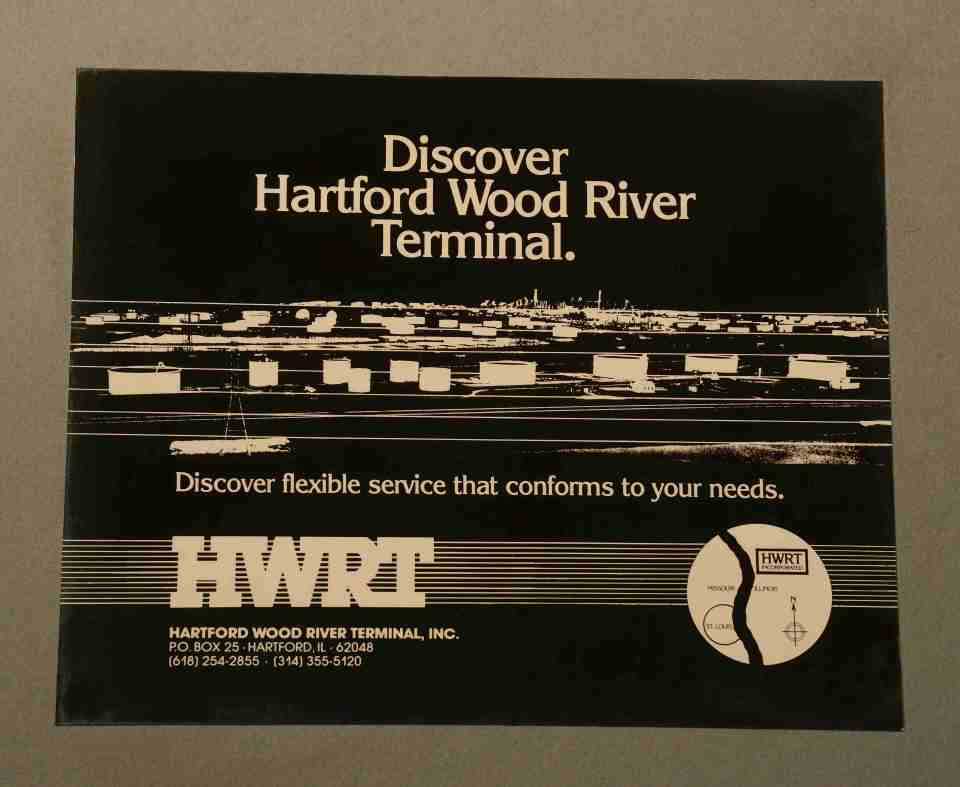 Discover
Hartford Wood River
Terminal.
Discover flexible service that conforms to your needs.
HWRT
HARTFORD WOOD RIVER TERMINAL, INC.
P.O. BOX 25 · HARTFORD, IL · 62048
(618) 254-2855 · (314) 355-5120
HWRT
INCORPORATED
MISSOURI ILLINOIS
ST. LOUIS
N